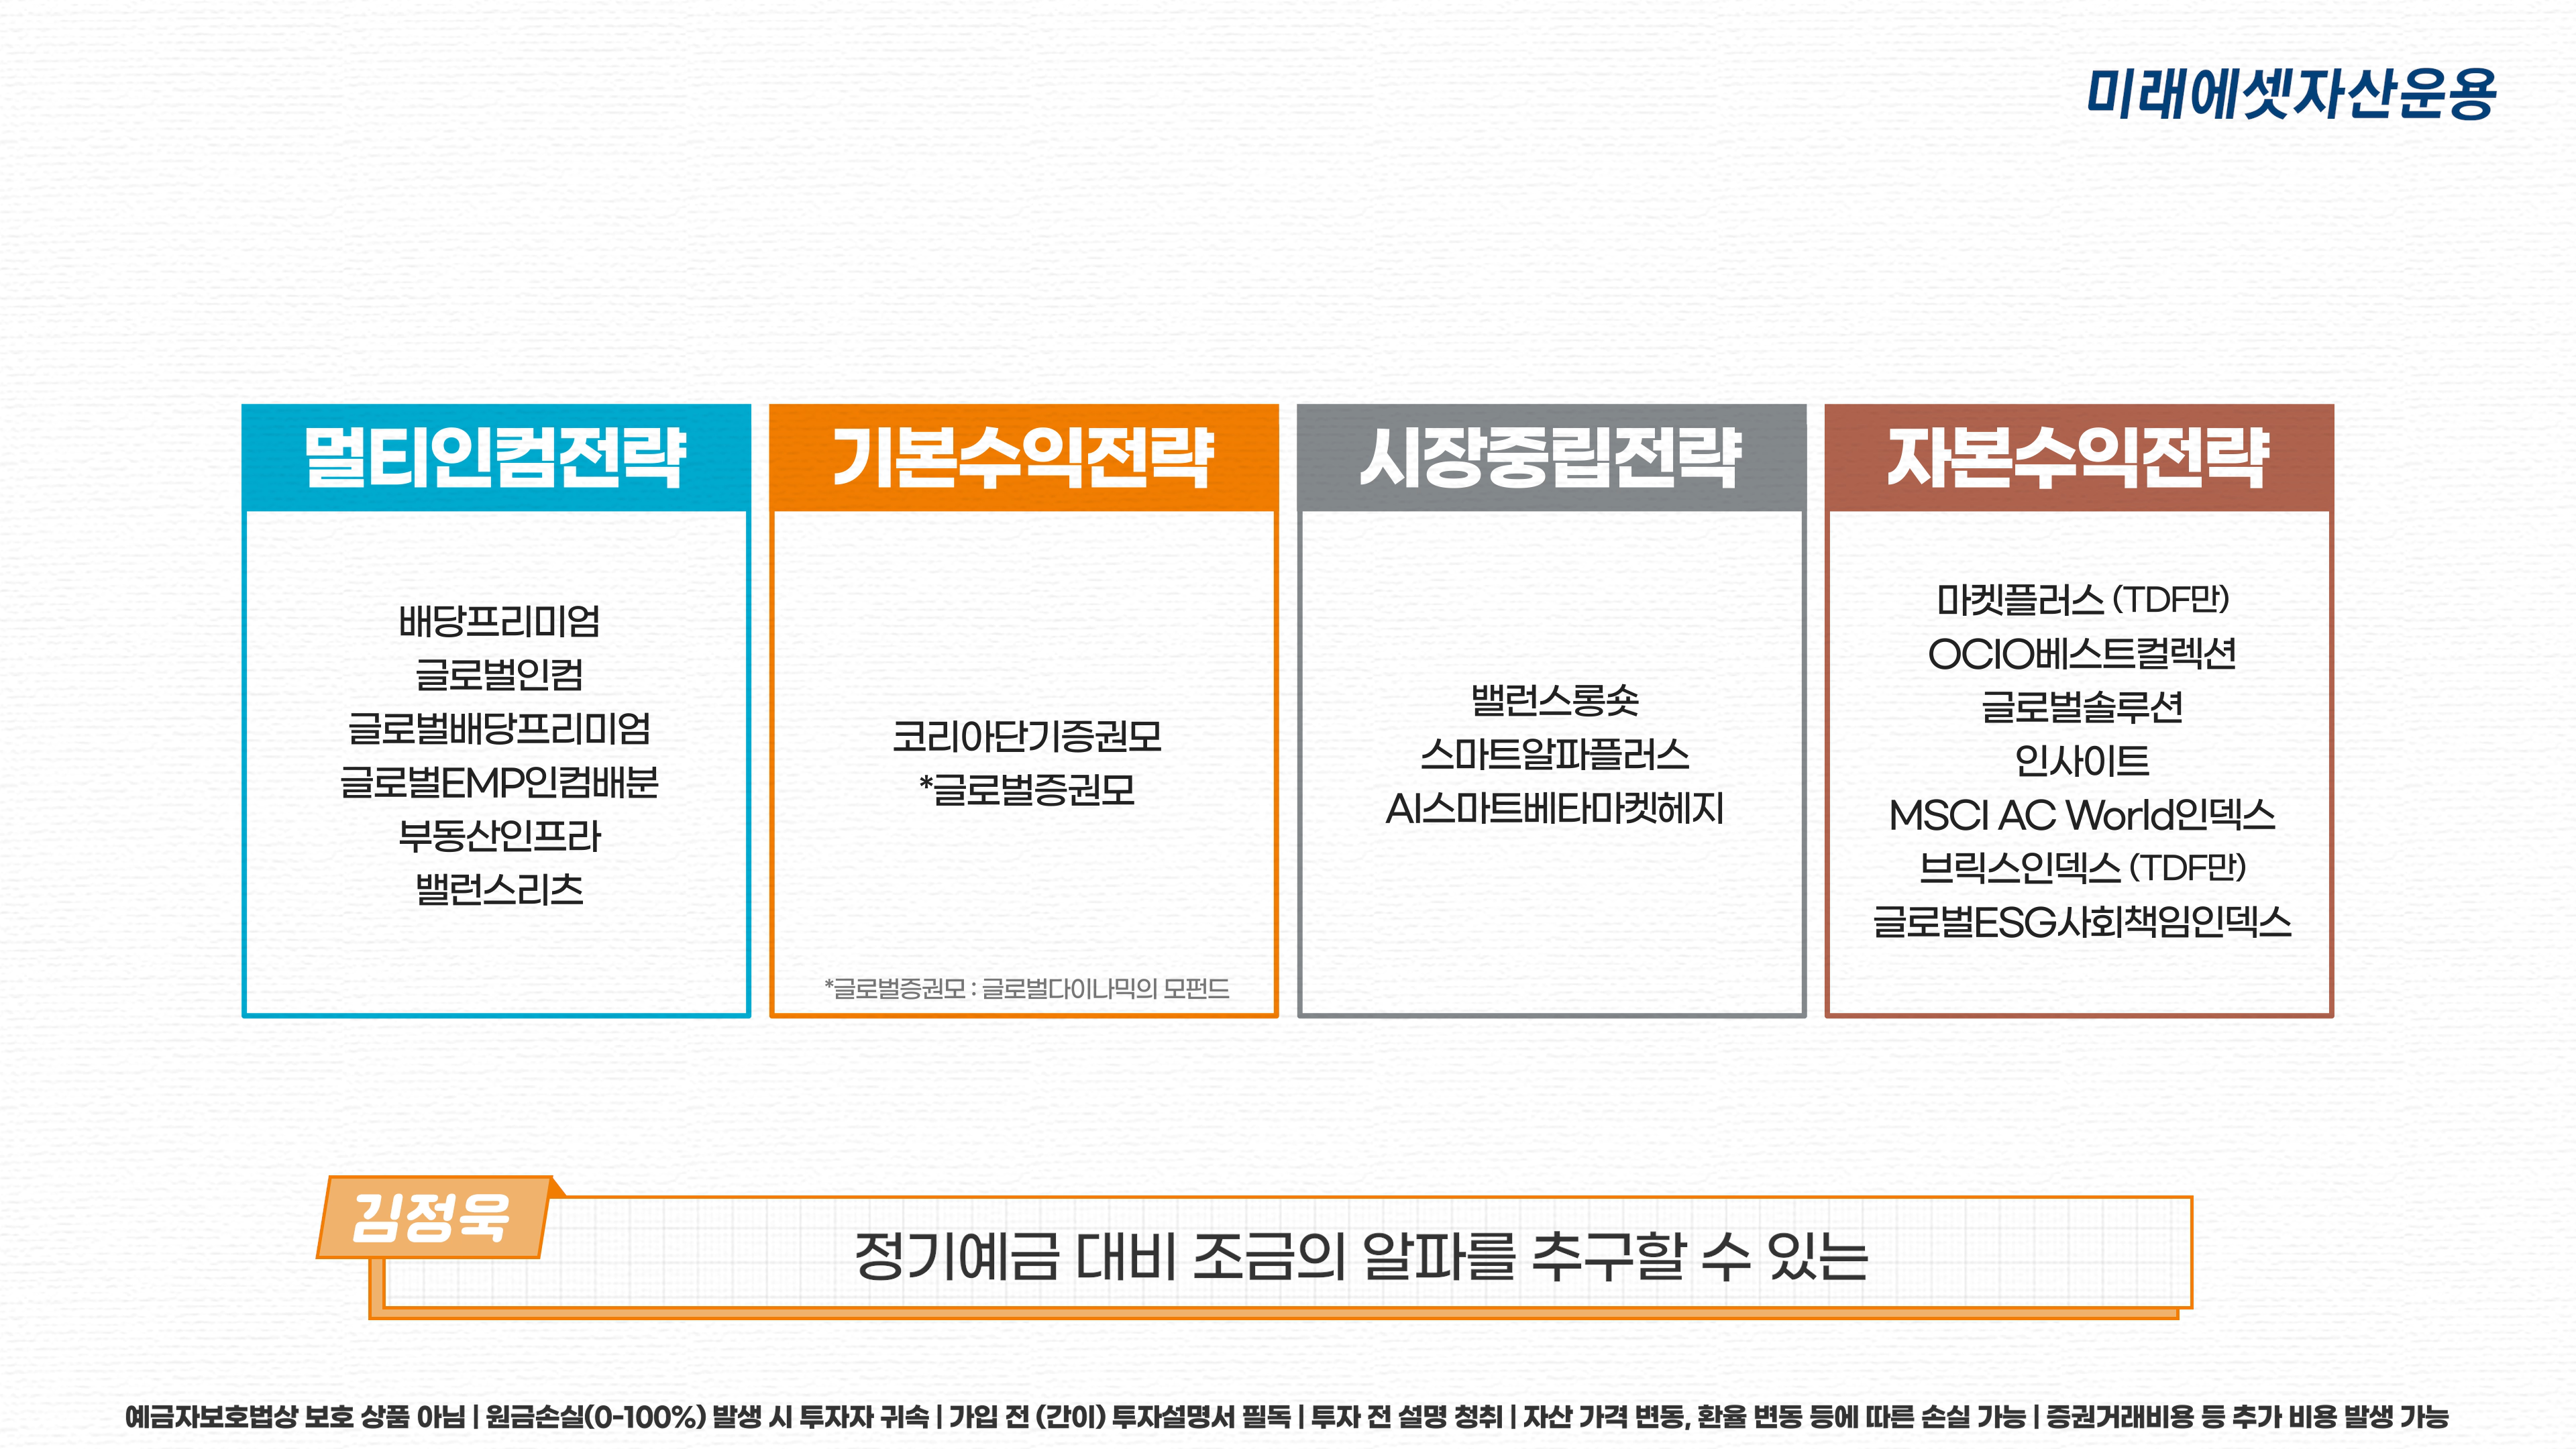 미래에셋자산운용
멀티인컴전략
배당프리미엄
글로벌인컴
글로벌배당프리미엄
글로벌EMP인컴배분
부동산인프라
밸런스리츠
기본수익전략
코리아단기증권모
*글로벌증권모
*글로벌증권모 : 글로벌다이나믹의 모펀드
시장중립전략
밸런스롱숏
스마트알파플러스
AI스마트베타마켓헤지
자본수익전략
마켓플러스 (TDF만)
OCIO베스트컬렉션
글로벌솔루션
인사이트
MSCI AC World인덱스
브릭스인덱스 (TDF만)
글로벌ESG사회책임인덱스
김정욱
정기예금 대비 조금의 알파를 추구할 수 있는
예금자보호법상 보호 상품 아님 | 원금손실(0-100%) 발생 시 투자자 귀속 | 가입 전 (간이) 투자설명서 필독 | 투자 전 설명 청취 | 자산 가격 변동, 환율 변동 등에 따른 손실 가능 | 증권거래비용 등 추가 비용 발생 가능